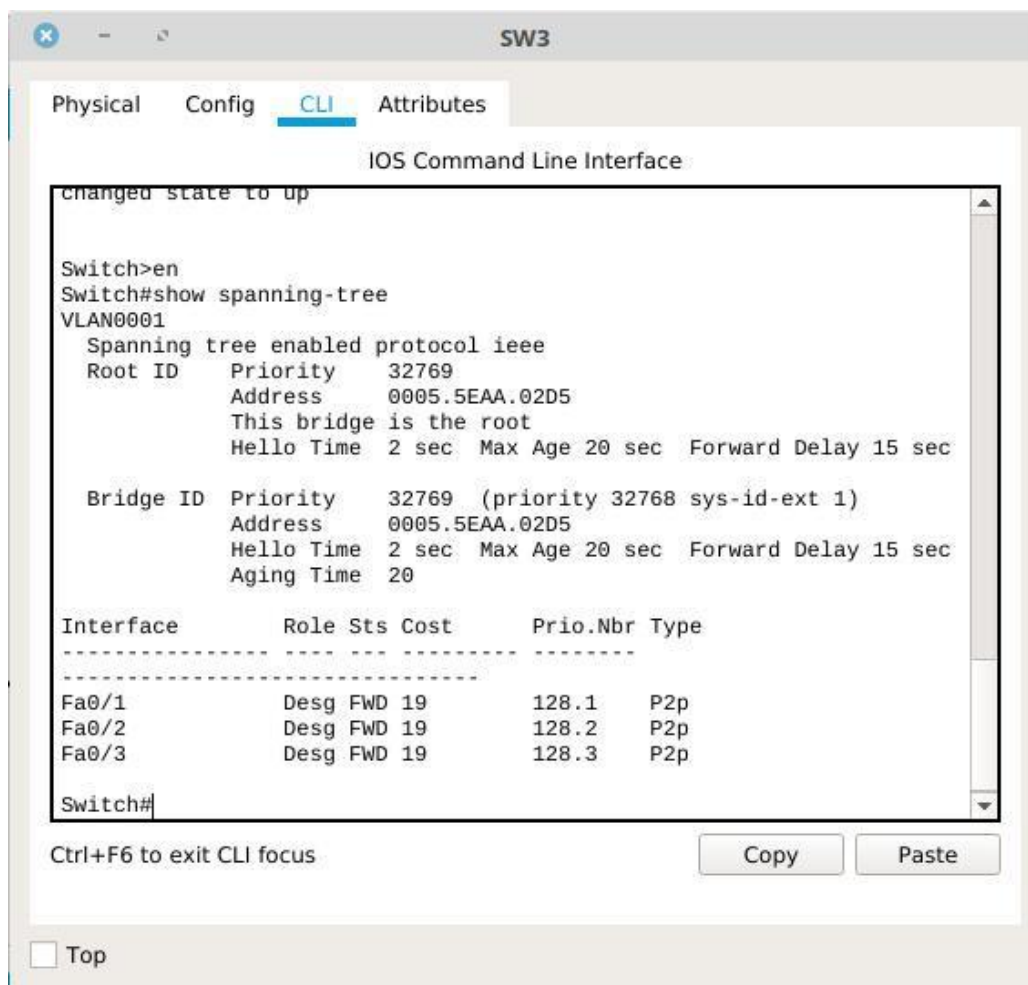 SW3
Physical Config CLI Attributes
IOS Command Line Interface
changed state to up
Switch>en
Switch#show spanning-tree
VLAN0001
  Spanning tree enabled protocol ieee
  Root ID    Priority    32769
             Address     0005.5EAA.02D5
             This bridge is the root
             Hello Time  2 sec  Max Age 20 sec  Forward Delay 15 sec
  Bridge ID  Priority    32769  (priority 32768 sys-id-ext 1)
             Address     0005.5EAA.02D5
             Hello Time  2 sec  Max Age 20 sec  Forward Delay 15 sec
             Aging Time  20
Interface        Role Sts Cost      Prio.Nbr Type
---------------- ---- --- --------- --------
--------------------------------
Fa0/1            Desg FWD 19        128.1    P2p
Fa0/2            Desg FWD 19        128.2    P2p
Fa0/3            Desg FWD 19        128.3    P2p
Switch#
Ctrl+F6 to exit CLI focus Copy Paste
Top